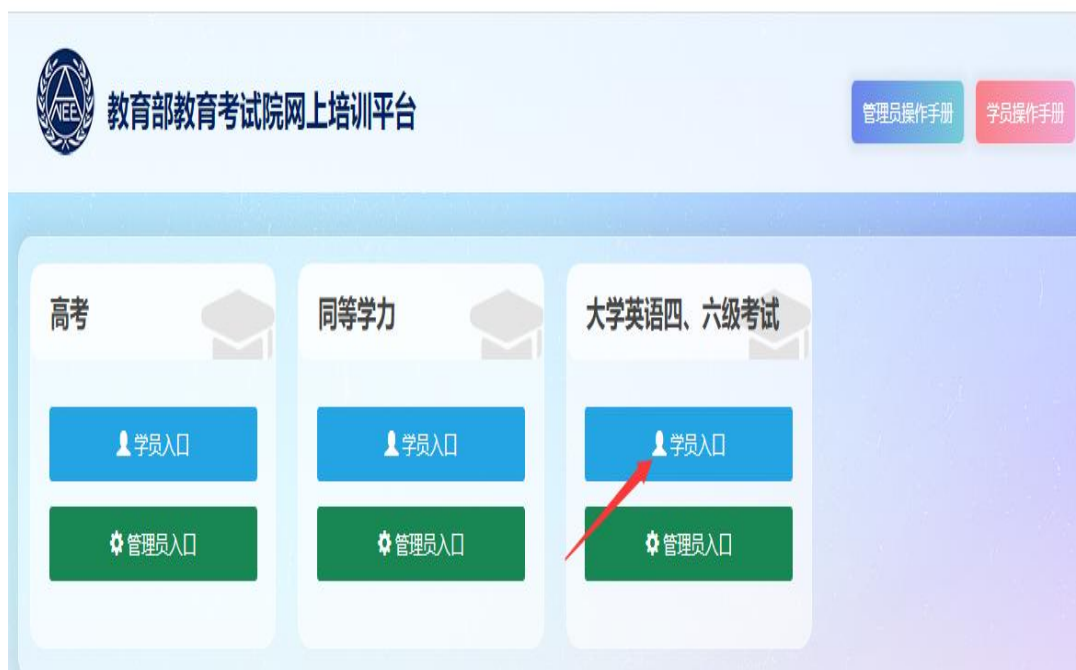 NEEA
教育部教育考试院网上培训平台
管理员操作手册
学员操作手册
高考
同等学力
大学英语四、六级考试
学员入口
学员入口
学员入口
管理员入口
管理员入口
管理员入口